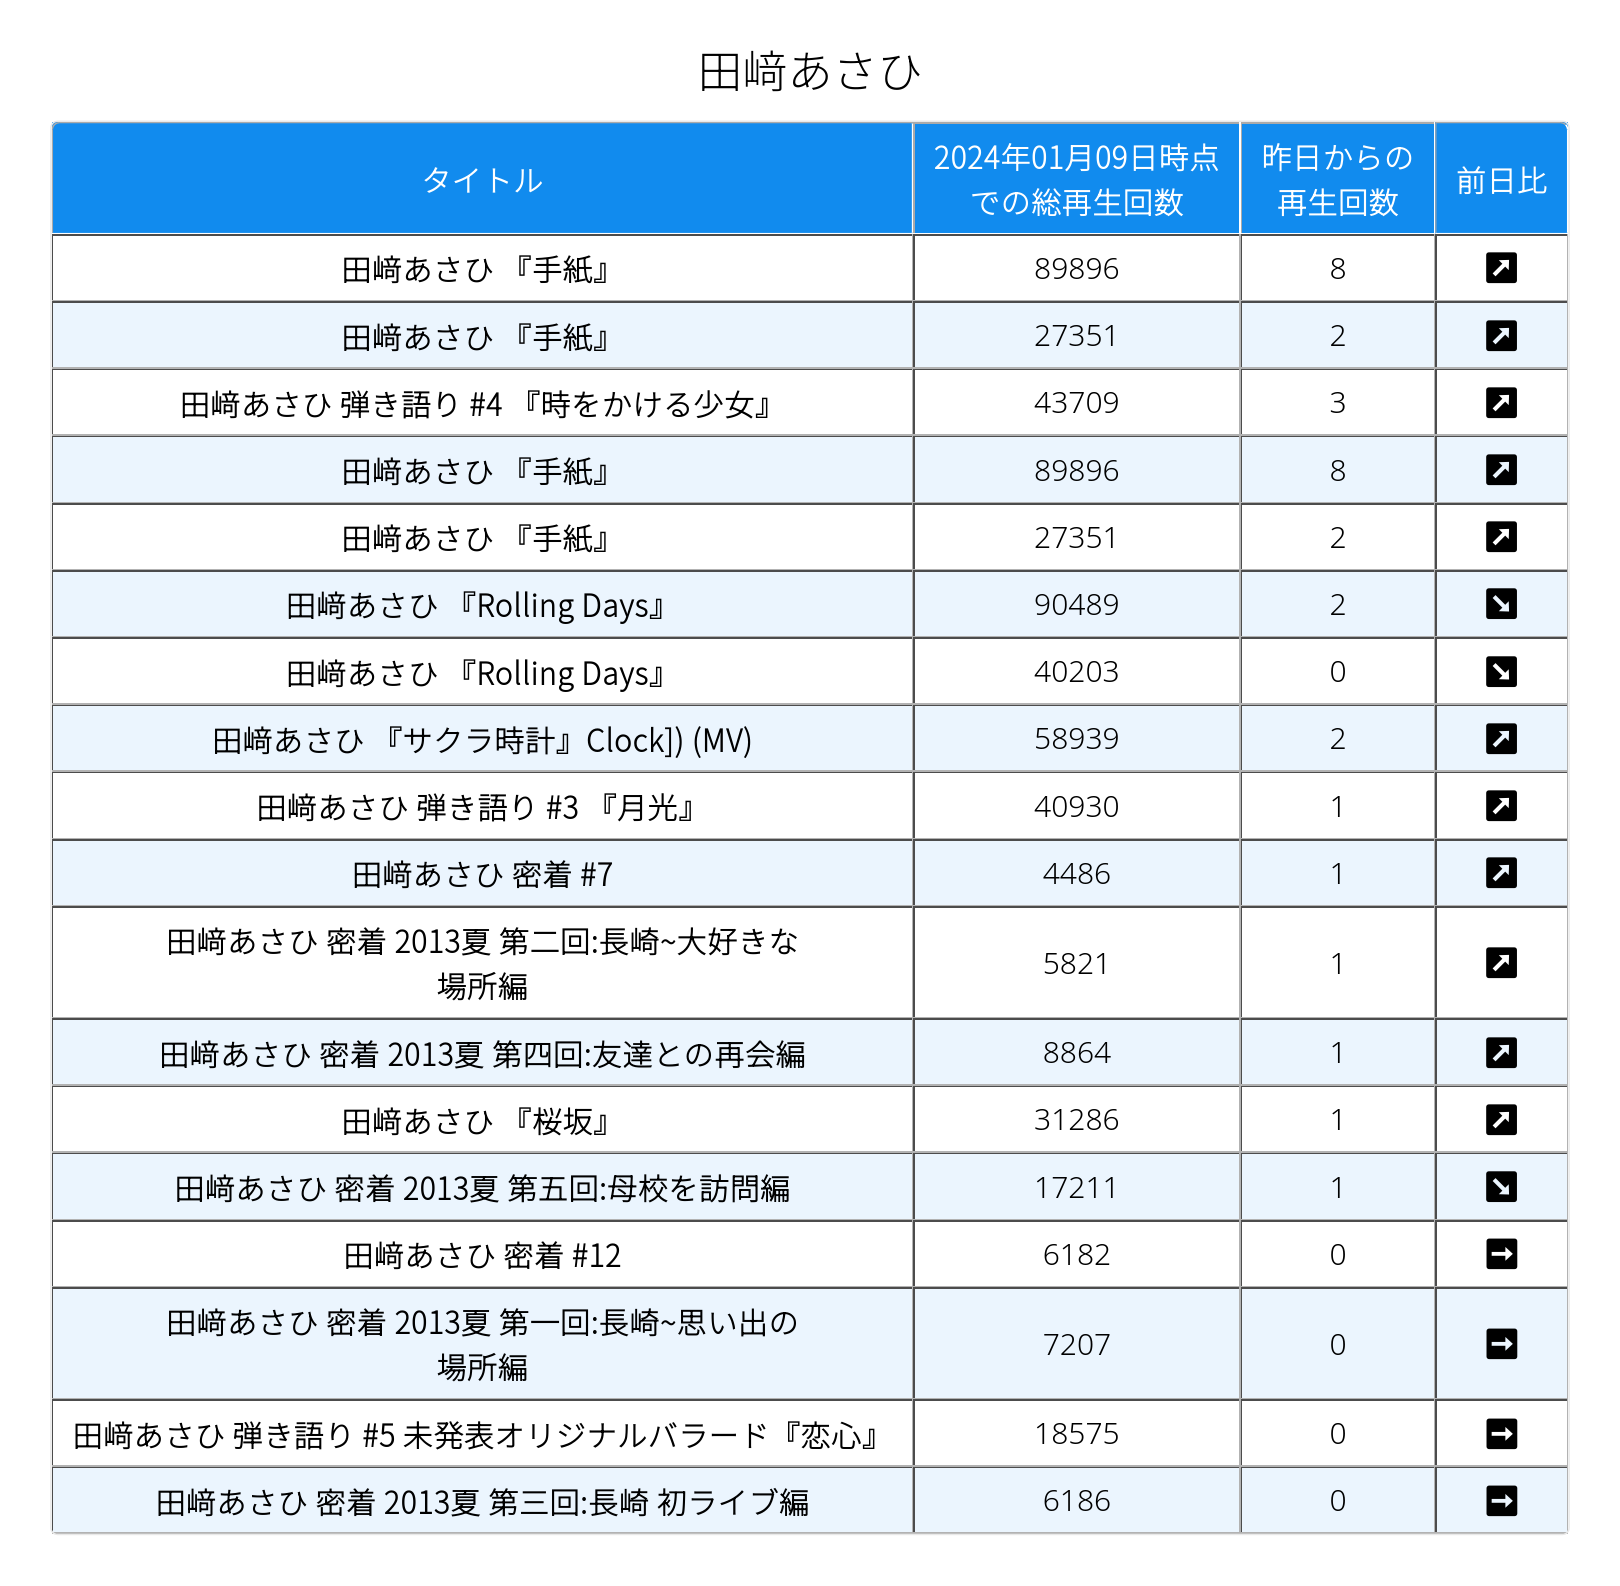 田﨑あさひ
タイトル
2024年01月09日時点
での総再生回数
昨日からの
再生回数
前日比
田﨑あさひ 『手紙』 89896 8 ↗
田﨑あさひ 『手紙』 27351 2 ↗
田﨑あさひ 弾き語り #4 『時をかける少女』 43709 3 ↗
田﨑あさひ 『手紙』 89896 8 ↗
田﨑あさひ 『手紙』 27351 2 ↗
田﨑あさひ 『Rolling Days』 90489 2 ↘
田﨑あさひ 『Rolling Days』 40203 0 ↘
田﨑あさひ 『サクラ時計』Clock]) (MV) 58939 2 ↗
田﨑あさひ 弾き語り #3 『月光』 40930 1 ↗
田﨑あさひ 密着 #7 4486 1 ↗
田﨑あさひ 密着 2013夏 第二回:長崎~大好きな
場所編 5821 1 ↗
田﨑あさひ 密着 2013夏 第四回:友達との再会編 8864 1 ↗
田﨑あさひ 『桜坂』 31286 1 ↗
田﨑あさひ 密着 2013夏 第五回:母校を訪問編 17211 1 ↘
田﨑あさひ 密着 #12 6182 0 →
田﨑あさひ 密着 2013夏 第一回:長崎~思い出の
場所編 7207 0 →
田﨑あさひ 弾き語り #5 未発表オリジナルバラード『恋心』 18575 0 →
田﨑あさひ 密着 2013夏 第三回:長崎 初ライブ編 6186 0 →